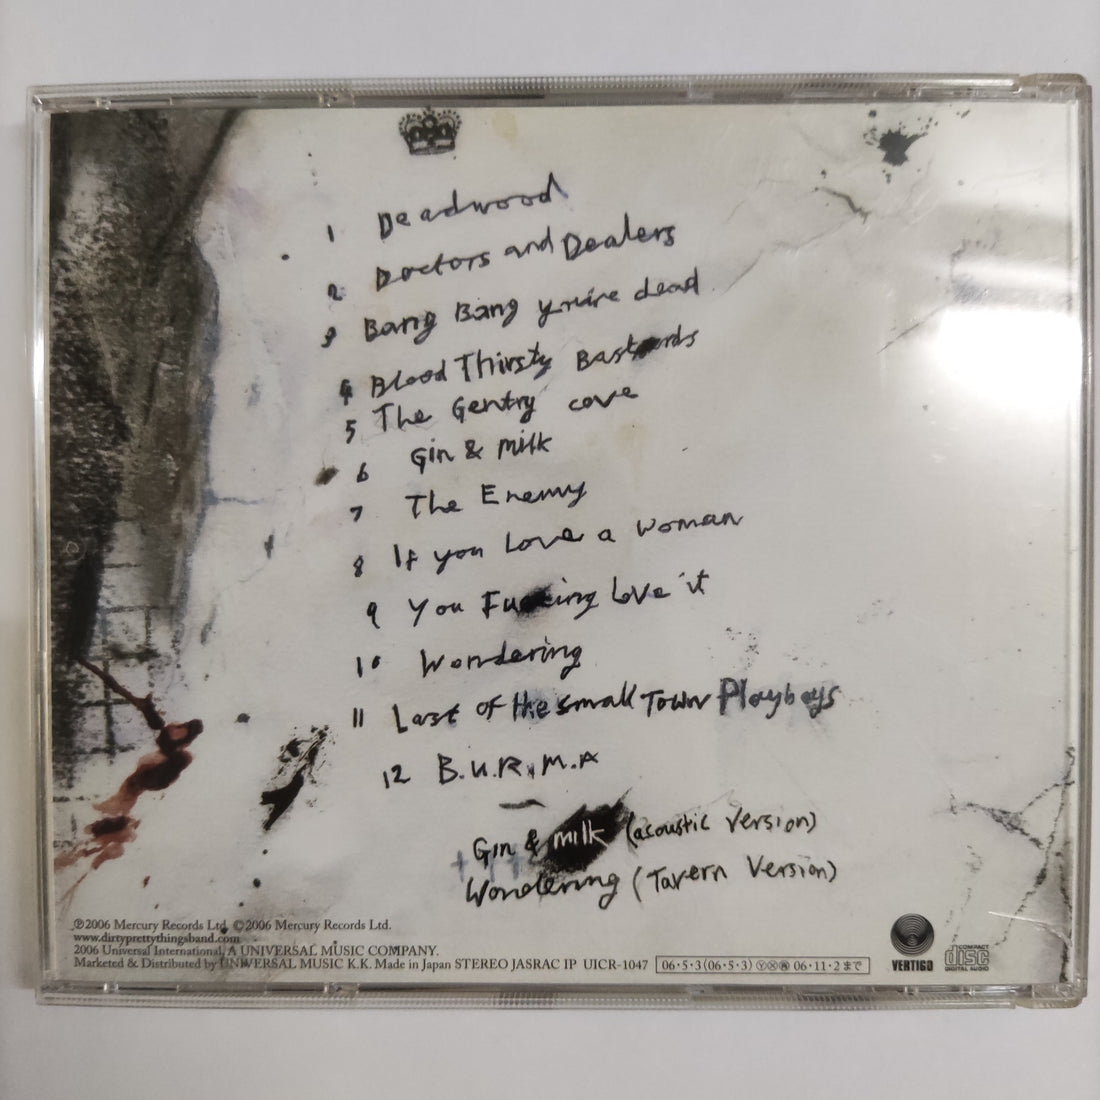 1 Deadwood
2 Doctors and Dealers
3 Bang Bang you're dead
4 Blood Thirsty Bastards
5 The Gentry cove
6 Gin & Milk
7 The Enemy
8 If you Love a woman
9 You Fucking Love it
10 Wondering
11 Last of the small Town Playboys
12 B.U.R.M.A
Gin & milk (acoustic version)
Wondering (Tavern Version)
℗2006 Mercury Records Ltd. ©2006 Mercury Records Ltd.
www.dirtyprettythingsband.com
2006 Universal International, A UNIVERSAL MUSIC COMPANY.
Marketed & Distributed by UNIVERSAL MUSIC K.K. Made in Japan STEREO JASRAC IP UICR-1047 06・5・3(06・5・3) Ⓨ Ⓧ 06・11・2まで
VERTIGO
COMPACT
disc
DIGITAL AUDIO